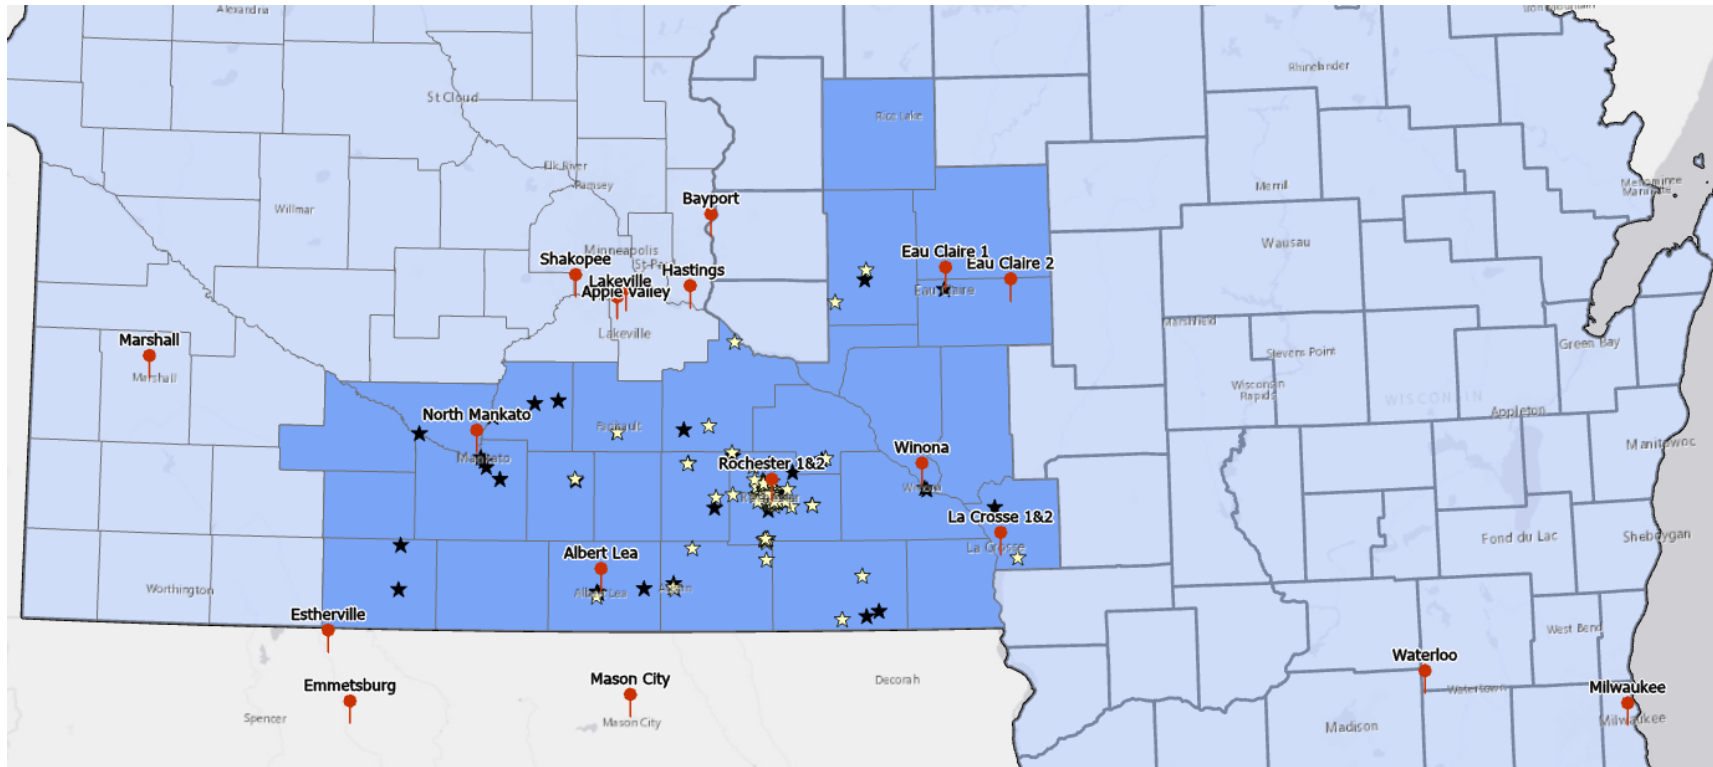 Alexandria
Iron Mountain
Rhinelander
St Cloud
Rice Lake
Elk River
Ramsey
Merrill
Menominee
Marinette
Willmar
Bayport
Minneapolis
Wausau
Shakopee
St Paul
Hastings
Eau Claire 1
Eau Claire 2
Lakeville
Apple Valley
Eau Claire
Marshfield
Lakeville
Marshall
Marshall
Stevens Point
Green Bay
Wisconsin
Rapids
WISCONSIN
Appleton
North Mankato
Faribault
Manitowoc
Mankato
Rochester 1&2
Winona
Rochester
Winona
La Crosse 1&2
La Crosse
Fond du Lac
Sheboygan
Albert Lea
Worthington
Albert Lea
Austin
Estherville
West Bend
Waterloo
Emmetsburg
Mason City
Decorah
Watertown
Milwaukee
Spencer
Mason City
Madison
Milwaukee